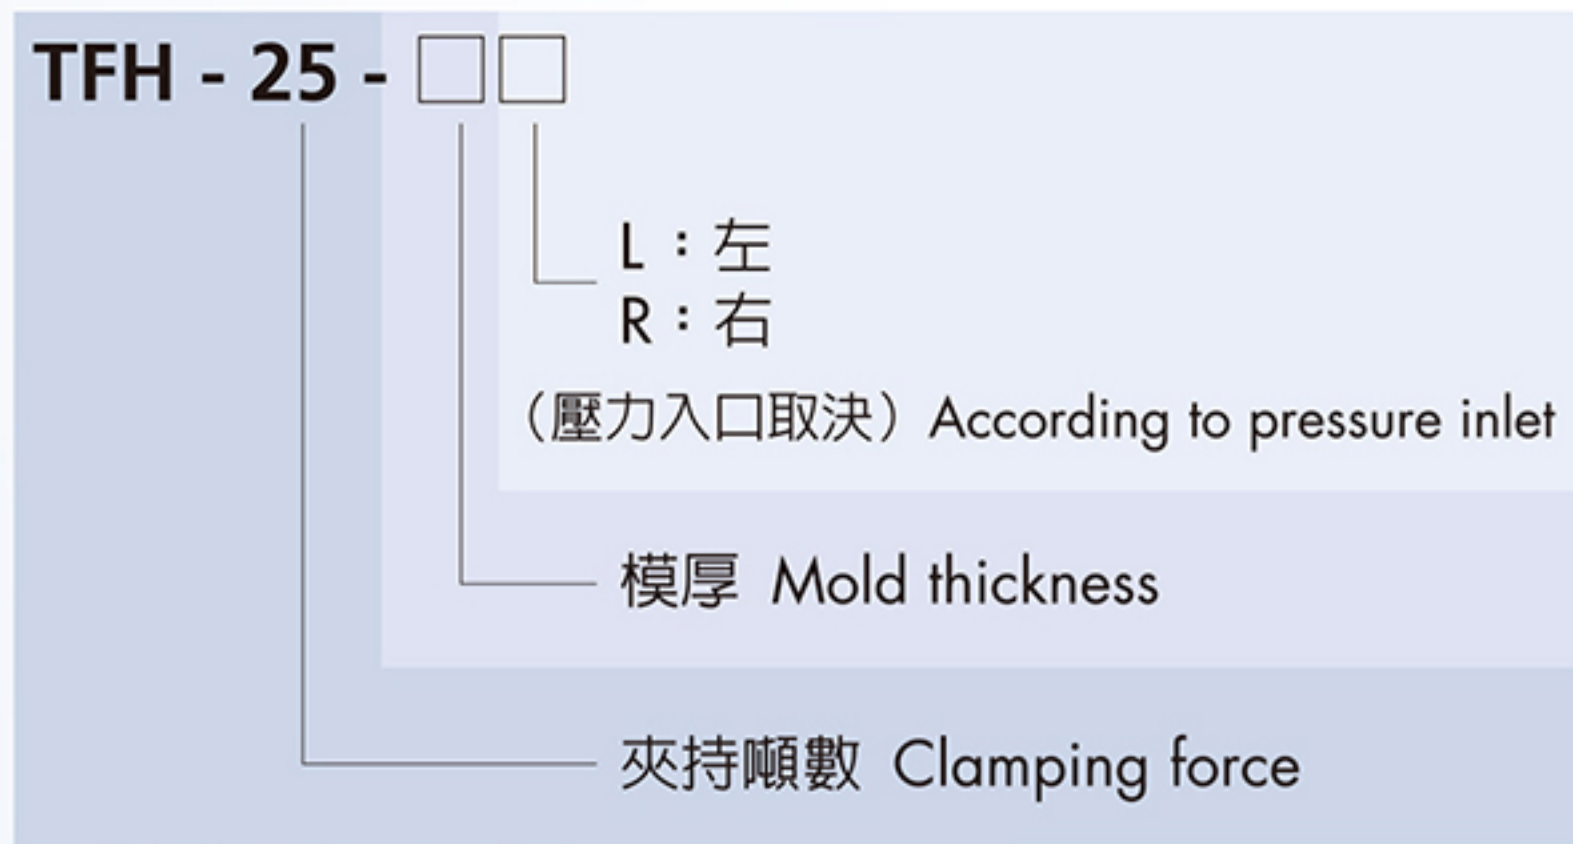 TFH - 25 - □□
L：左
R：右
（壓力入口取決）According to pressure inlet
模厚 Mold thickness
夾持噸數 Clamping force